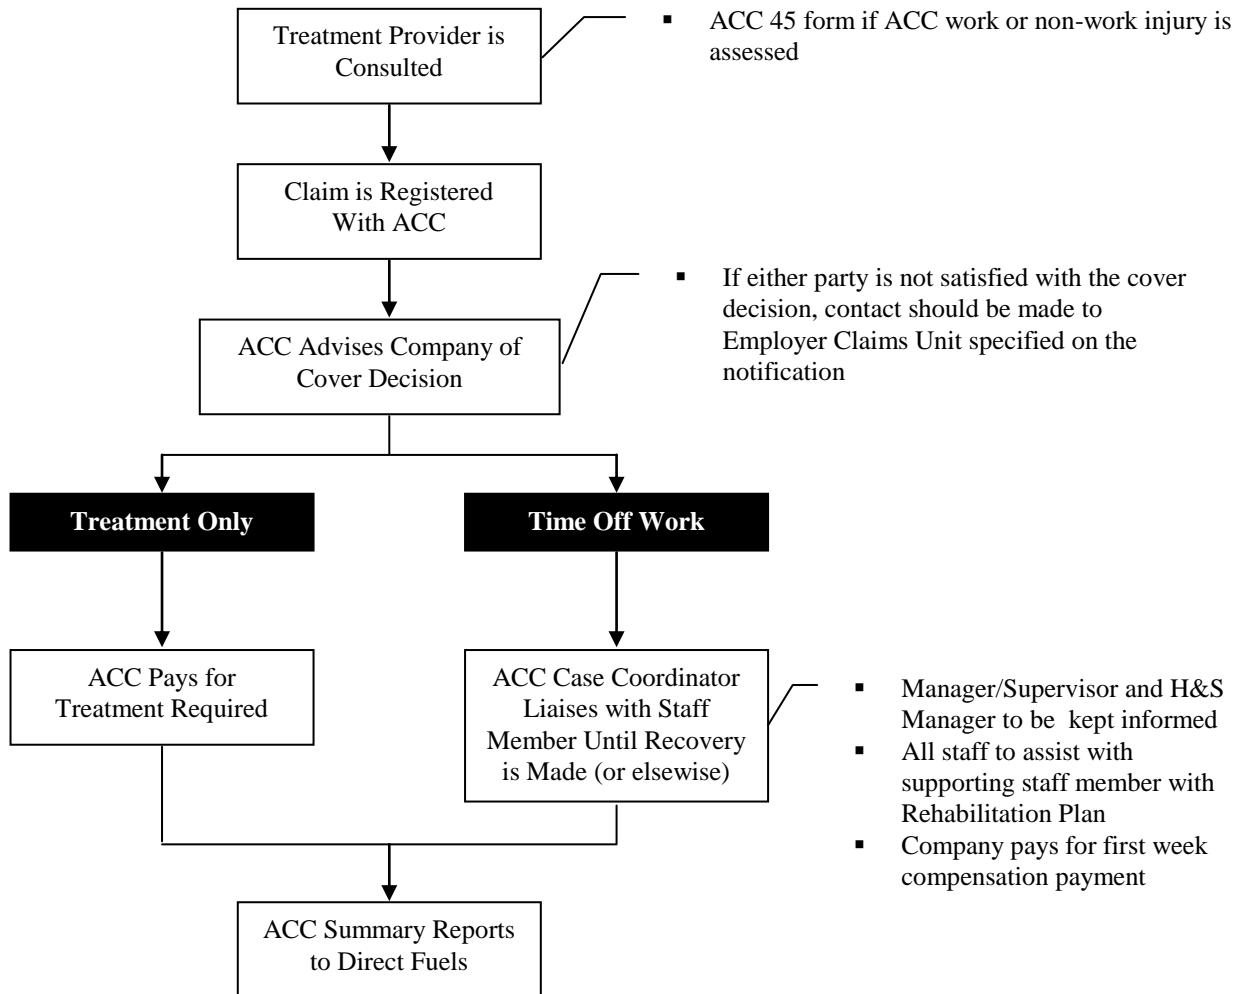 Treatment Provider is
Consulted
▪ ACC 45 form if ACC work or non-work injury is
assessed
Claim is Registered
With ACC
ACC Advises Company of
Cover Decision
▪ If either party is not satisfied with the cover
decision, contact should be made to
Employer Claims Unit specified on the
notification
Treatment Only
Time Off Work
ACC Pays for
Treatment Required
ACC Case Coordinator
Liaises with Staff
Member Until Recovery
is Made (or elsewise)
▪ Manager/Supervisor and H&S
Manager to be kept informed
▪ All staff to assist with
supporting staff member with
Rehabilitation Plan
▪ Company pays for first week
compensation payment
ACC Summary Reports
to Direct Fuels